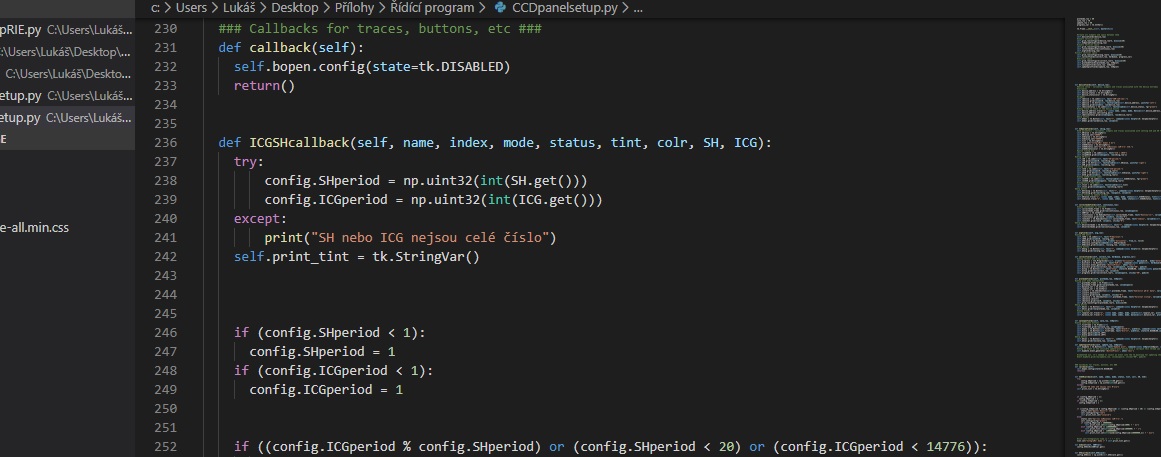 c: > Users > Lukáš > Desktop > Přílohy > Řídící program > CCDpanelsetup.py > ...
pRIE.py C:\Users\Lukáš...
:\Users\Lukáš\Desktop\...
C:\Users\Lukáš\Deskto...
etup.py C:\Users\Lukáš...
etup.py C:\Users\Lukáš...
E
e-all.min.css
230 ### Callbacks for traces, buttons, etc ###
231 def callback(self):
232 self.bopen.config(state=tk.DISABLED)
233 return()
234
235
236 def ICGSHcallback(self, name, index, mode, status, tint, colr, SH, ICG):
237 try:
238 config.SHperiod = np.uint32(int(SH.get()))
239 config.ICGperiod = np.uint32(int(ICG.get()))
240 except:
241 print("SH nebo ICG nejsou celé číslo")
242 self.print_tint = tk.StringVar()
243
244
245
246 if (config.SHperiod < 1):
247 config.SHperiod = 1
248 if (config.ICGperiod < 1):
249 config.ICGperiod = 1
250
251
252 if ((config.ICGperiod % config.SHperiod) or (config.SHperiod < 20) or (config.ICGperiod < 14776)):